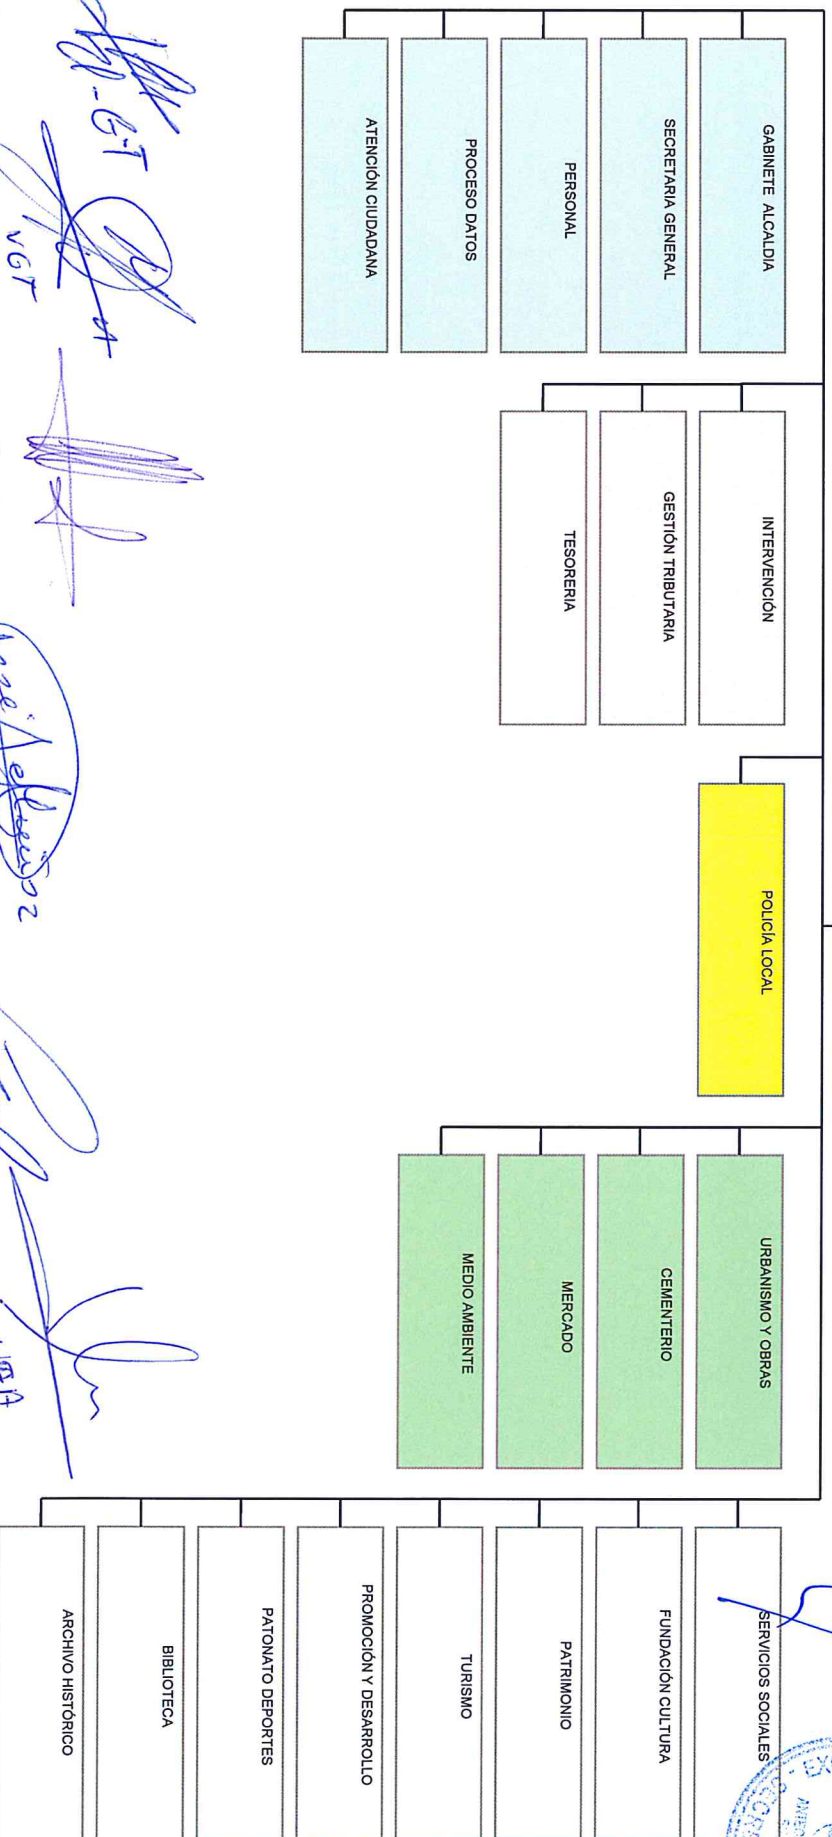 GABINETE ALCALDIA
SECRETARIA GENERAL
PERSONAL
PROCESO DATOS
ATENCIÓN CIUDADANA
INTERVENCIÓN
GESTIÓN TRIBUTARIA
TESORERIA
POLICÍA LOCAL
URBANISMO Y OBRAS
CEMENTERIO
MERCADO
MEDIO AMBIENTE
SERVICIOS SOCIALES
FUNDACIÓN CULTURA
PATRIMONIO
TURISMO
PROMOCIÓN Y DESARROLLO
PATONATO DEPORTES
BIBLIOTECA
ARCHIVO HISTÓRICO
VGT